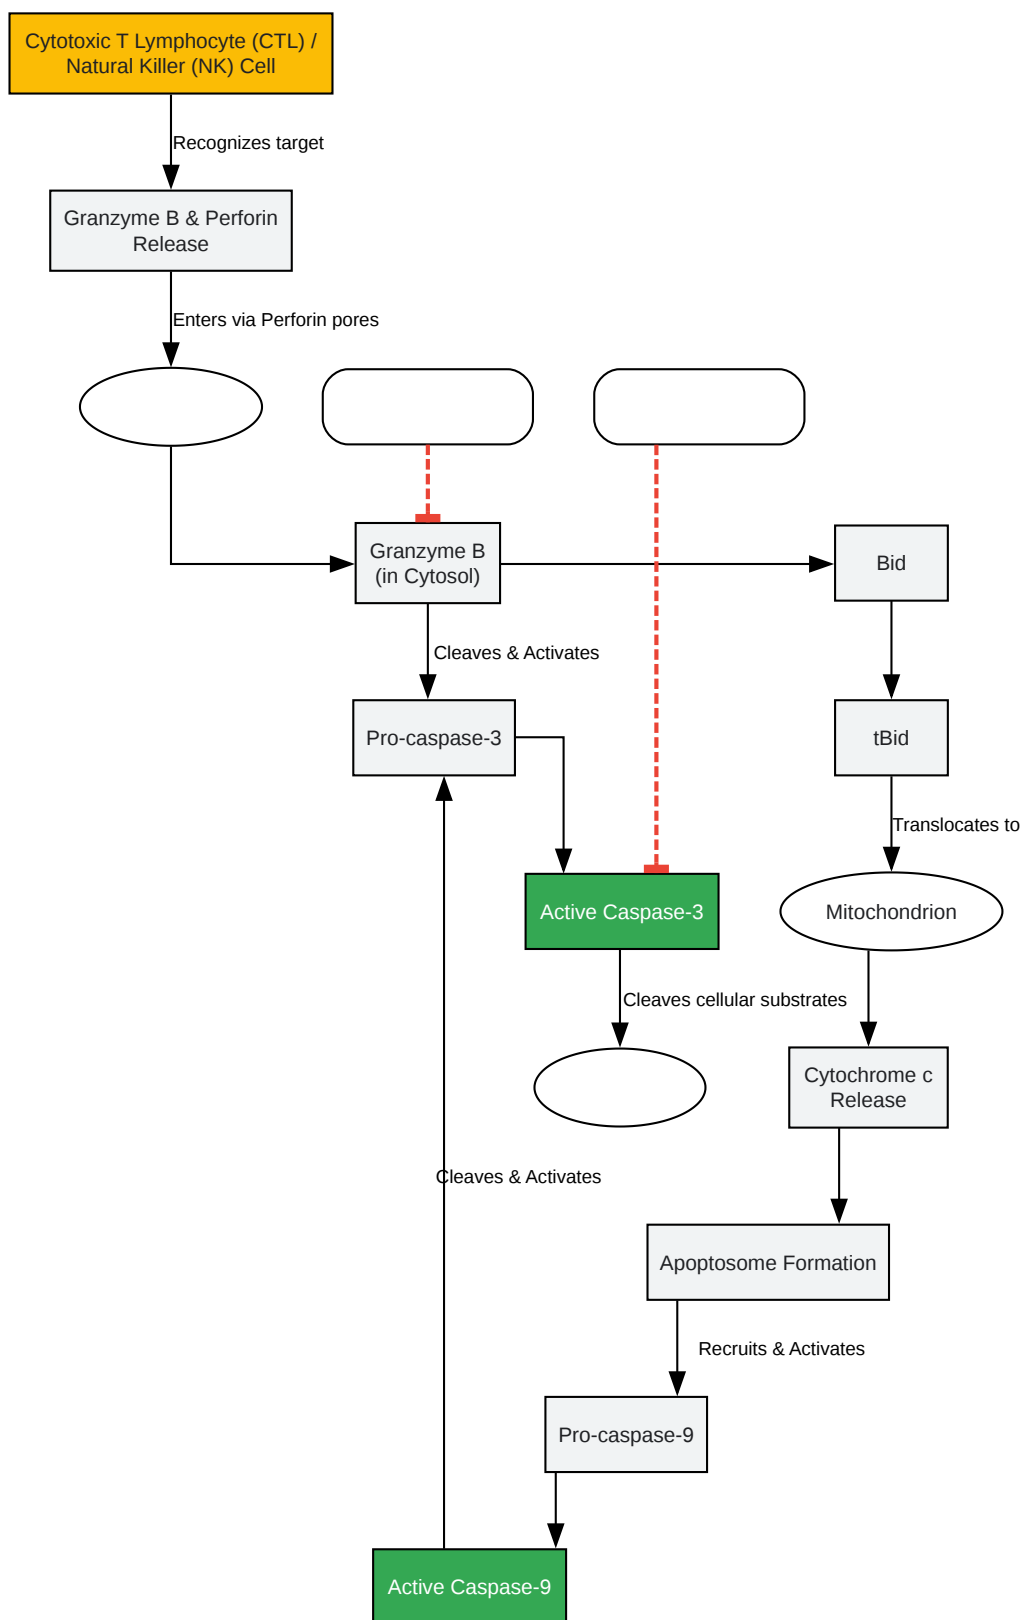 Cytotoxic T Lymphocyte (CTL) /
Natural Killer (NK) Cell
Recognizes target
Granzyme B & Perforin
Release
Enters via Perforin pores
Granzyme B
(in Cytosol)
Bid
Cleaves & Activates
Pro-caspase-3
tBid
Translocates to
Active Caspase-3
Mitochondrion
Cleaves cellular substrates
Cytochrome c
Release
Cleaves & Activates
Apoptosome Formation
Recruits & Activates
Pro-caspase-9
Active Caspase-9